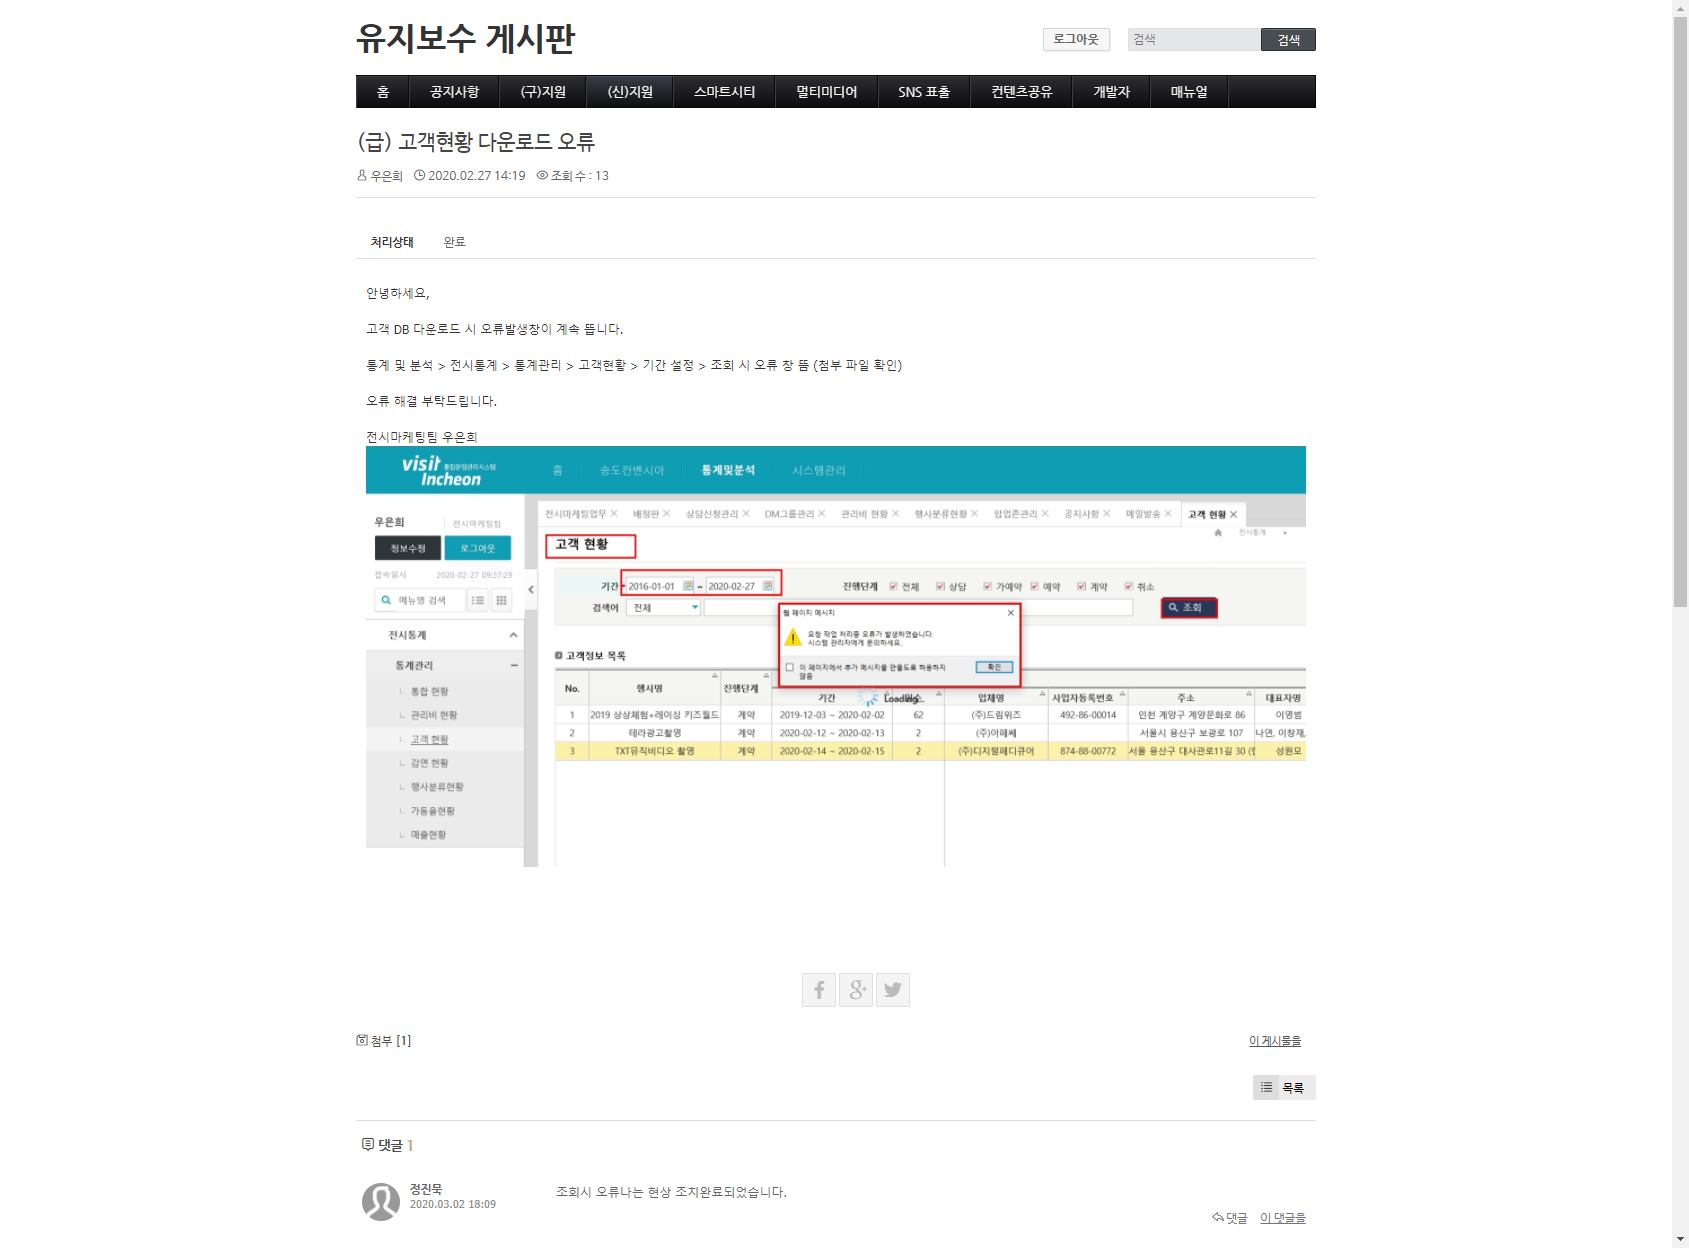 유지보수 게시판
로그아웃 검색 검색
홈 공지사항 (구)지원 (신)지원 스마트시티 멀티미디어 SNS 표출 컨텐츠공유 개발자 매뉴얼
(급) 고객현황 다운로드 오류
우은희 2020.02.27 14:19 조회 수 : 13
처리상태 완료
안녕하세요,
고객 DB 다운로드 시 오류발생창이 계속 뜹니다.
통계 및 분석 > 전시통계 > 통계관리 > 고객현황 > 기간 설정 > 조회 시 오류 창 뜸 (첨부 파일 확인)
오류 해결 부탁드립니다.
전시마케팅팀 우은희
visit Incheon 통합운영관리시스템 홈 송도컨벤시아 통계및분석 시스템관리
우은희 전시마케팅팀
정보수정 로그아웃
접속일시 2020-02-27 09:37:29
메뉴명 검색
전시통계
통계관리
통합 현황
관리비 현황
고객 현황
감면 현황
행사분류현황
가동율현황
매출현황
전시마케팅업무 배정판 상담신청관리 DM그룹관리 관리비 현황 행사분류현황 팝업존관리 공지사항 메일발송 고객 현황
전시통계
고객 현황
기간 2016-01-01 ~ 2020-02-27 진행단계 전체 상담 가예약 예약 계약 취소
검색어 전체 조회
웹 페이지 메시지
요청 작업 처리중 오류가 발생하였습니다.
시스템 관리자에게 문의하세요.
이 페이지에서 추가 메시지를 만들도록 허용하지 않음 확인
고객정보 목록
No. 행사명 진행단계 기간 업체명 사업자등록번호 주소 대표자명
Loading...
1 2019 상상체험+레이싱 키즈월드 계약 2019-12-03 ~ 2020-02-02 62 (주)드림위즈 492-86-00014 인천 계양구 계양문화로 86 이영범
2 테라광고촬영 계약 2020-02-12 ~ 2020-02-13 2 (주)아페쎄 서울시 용산구 보광로 107 나연, 이창재,
3 TXT뮤직비디오 촬영 계약 2020-02-14 ~ 2020-02-15 2 (주)디지털페디큐어 874-88-00772 서울 용산구 대사관로11길 30 성원모
첨부 [1] 이 게시물을
목록
댓글 1
정진묵
2020.03.02 18:09
조회시 오류나는 현상 조치완료되었습니다.
댓글 이 댓글을